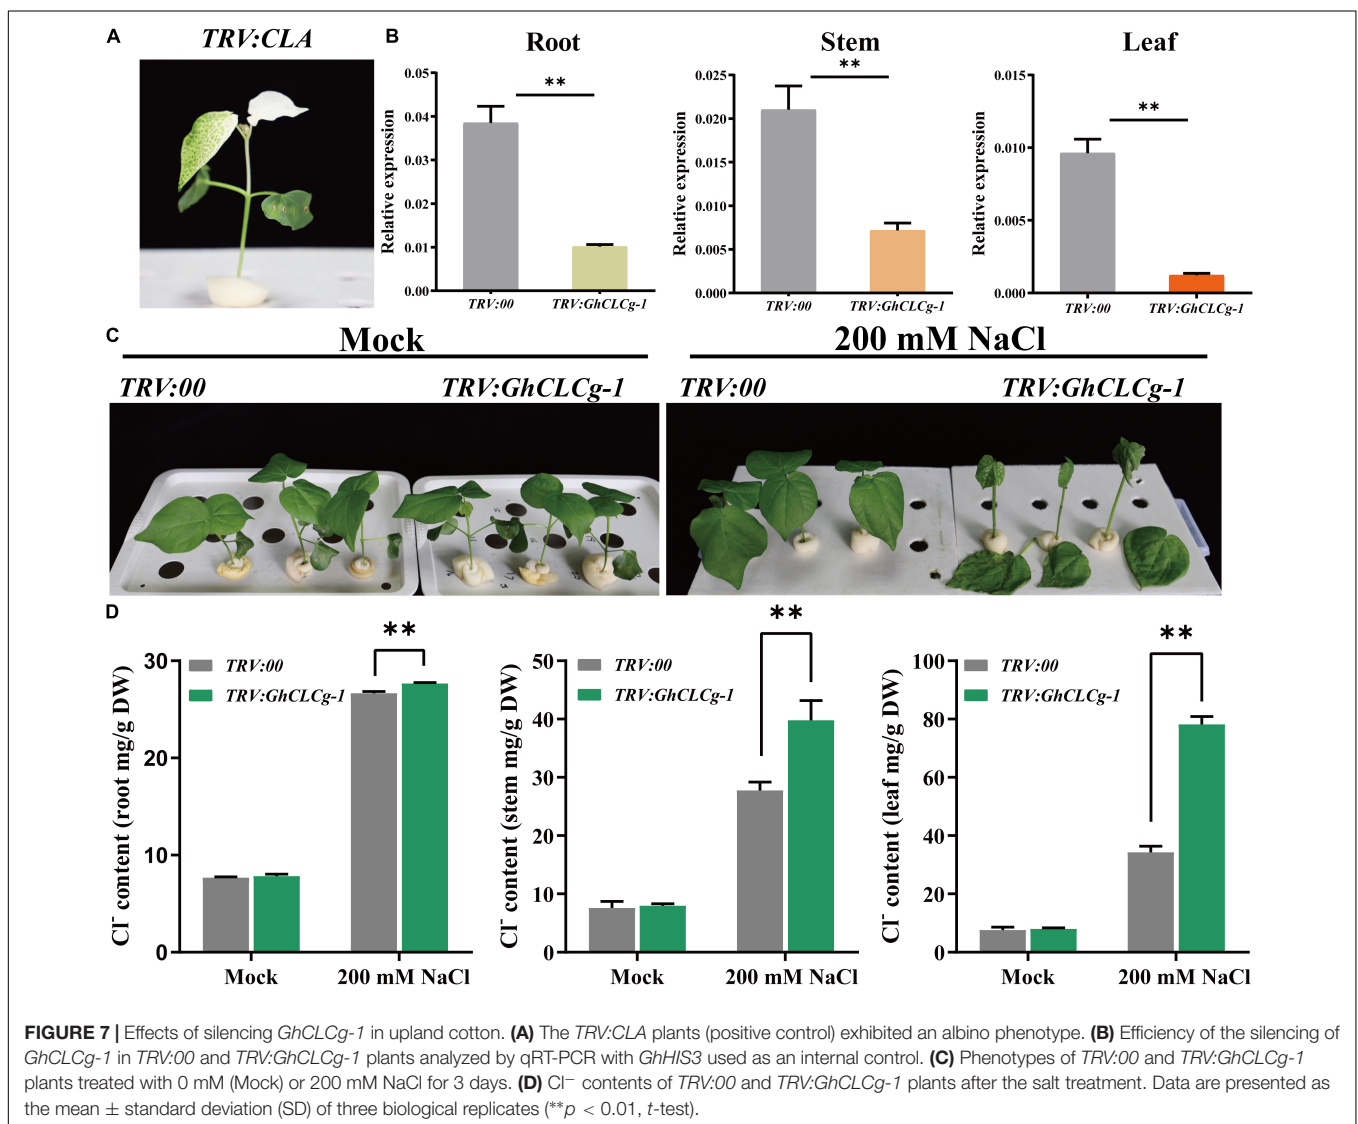 A
TRV:CLA
B
Root
Relative expression
0.05
0.04
0.03
0.02
0.01
0.00
**
TRV:00 TRV:GhCLCg-1
Stem
Relative expression
0.025
0.020
0.015
0.010
0.005
0.000
**
TRV:00 TRV:GhCLCg-1
Leaf
Relative expression
0.015
0.010
0.005
0.000
**
TRV:00 TRV:GhCLCg-1
C
Mock
200 mM NaCl
TRV:00 TRV:GhCLCg-1
TRV:00 TRV:GhCLCg-1
D
Cl⁻ content (root mg/g DW)
30
20
10
0
**
TRV:00
TRV:GhCLCg-1
Mock 200 mM NaCl
Cl⁻ content (stem mg/g DW)
50
40
30
20
10
0
**
TRV:00
TRV:GhCLCg-1
Mock 200 mM NaCl
Cl⁻ content (leaf mg/g DW)
100
80
60
40
20
0
**
TRV:00
TRV:GhCLCg-1
Mock 200 mM NaCl
FIGURE 7 | Effects of silencing GhCLCg-1 in upland cotton. (A) The TRV:CLA plants (positive control) exhibited an albino phenotype. (B) Efficiency of the silencing of
GhCLCg-1 in TRV:00 and TRV:GhCLCg-1 plants analyzed by qRT-PCR with GhHIS3 used as an internal control. (C) Phenotypes of TRV:00 and TRV:GhCLCg-1
plants treated with 0 mM (Mock) or 200 mM NaCl for 3 days. (D) Cl⁻ contents of TRV:00 and TRV:GhCLCg-1 plants after the salt treatment. Data are presented as
the mean ± standard deviation (SD) of three biological replicates (**p < 0.01, t-test).